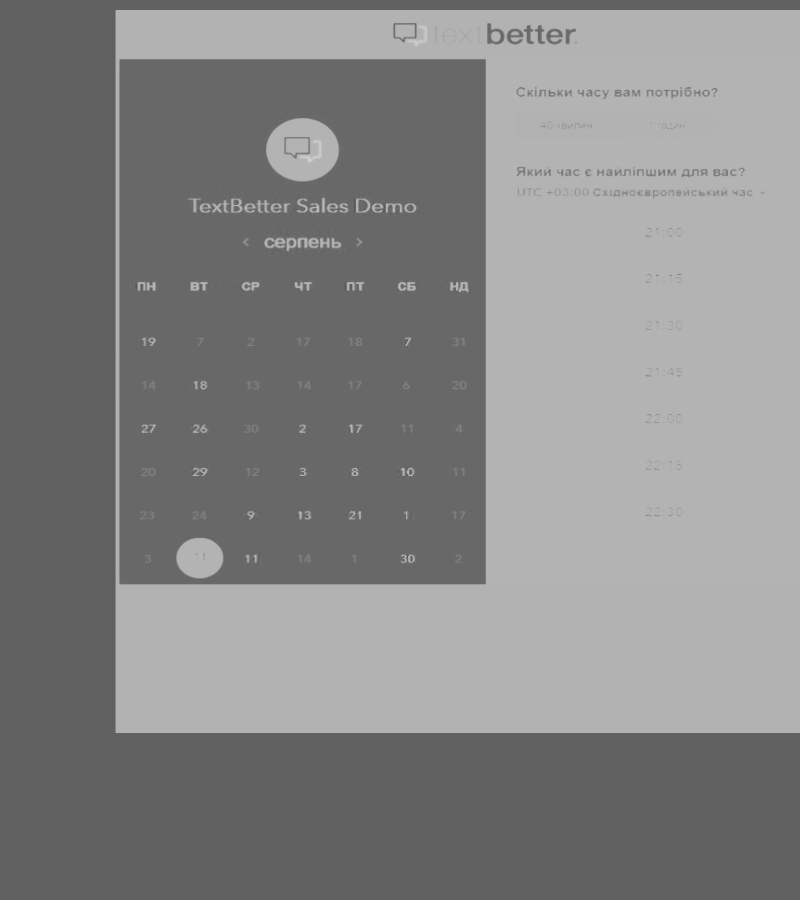 textbetter.
TextBetter Sales Demo
‹ серпень ›
ПН ВТ СР ЧТ ПТ СБ НД
19 7 2 17 18 7 31
14 18 13 14 17 6 20
27 26 30 2 17 11 4
20 29 12 3 8 10 11
23 24 9 13 21 1 17
3 11 11 14 1 30 2
Скільки часу вам потрібно?
40 хвилин 1 годин
Який час є найліпшим для вас?
UTC +03:00 Східноєвропейський час
21:00
21:15
21:30
21:45
22:00
22:15
22:30